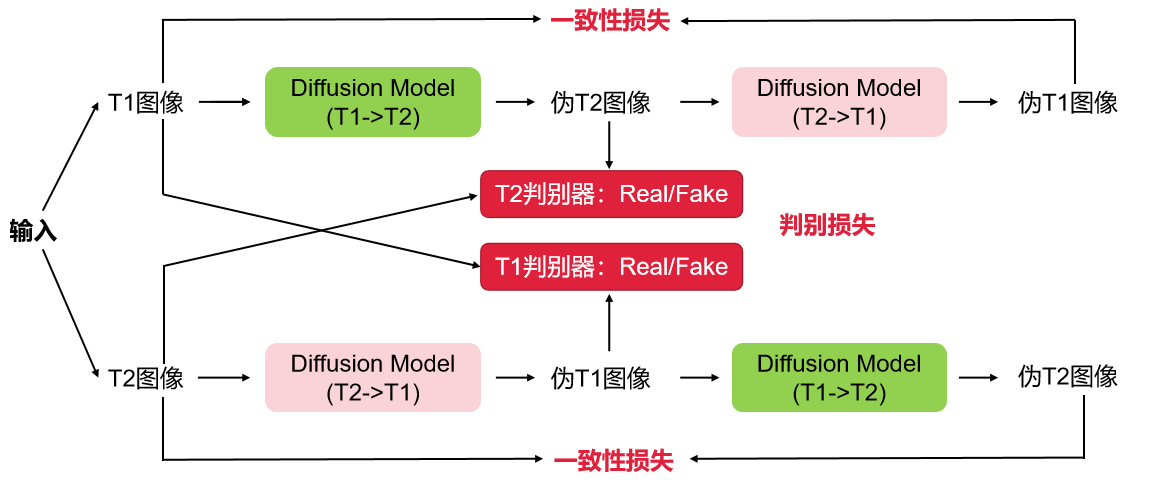 一致性损失
T1图像
Diffusion Model
(T1->T2)
伪T2图像
Diffusion Model
(T2->T1)
伪T1图像
T2判别器：Real/Fake
输入
判别损失
T1判别器：Real/Fake
T2图像
Diffusion Model
(T2->T1)
伪T1图像
Diffusion Model
(T1->T2)
伪T2图像
一致性损失